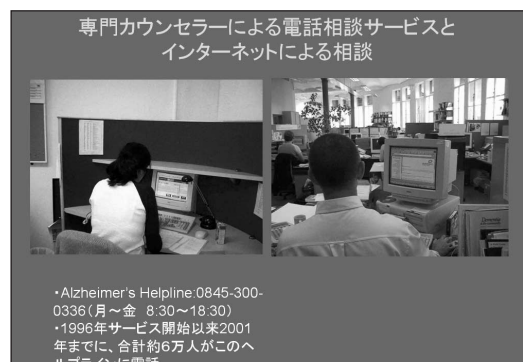 専門カウンセラーによる電話相談サービスと
インターネットによる相談
・Alzheimer's Helpline:0845-300-
0336(月～金 8:30～18:30)
・1996年サービス開始以来2001
年までに、合計約6万人がこのヘ
ルプラインに電話